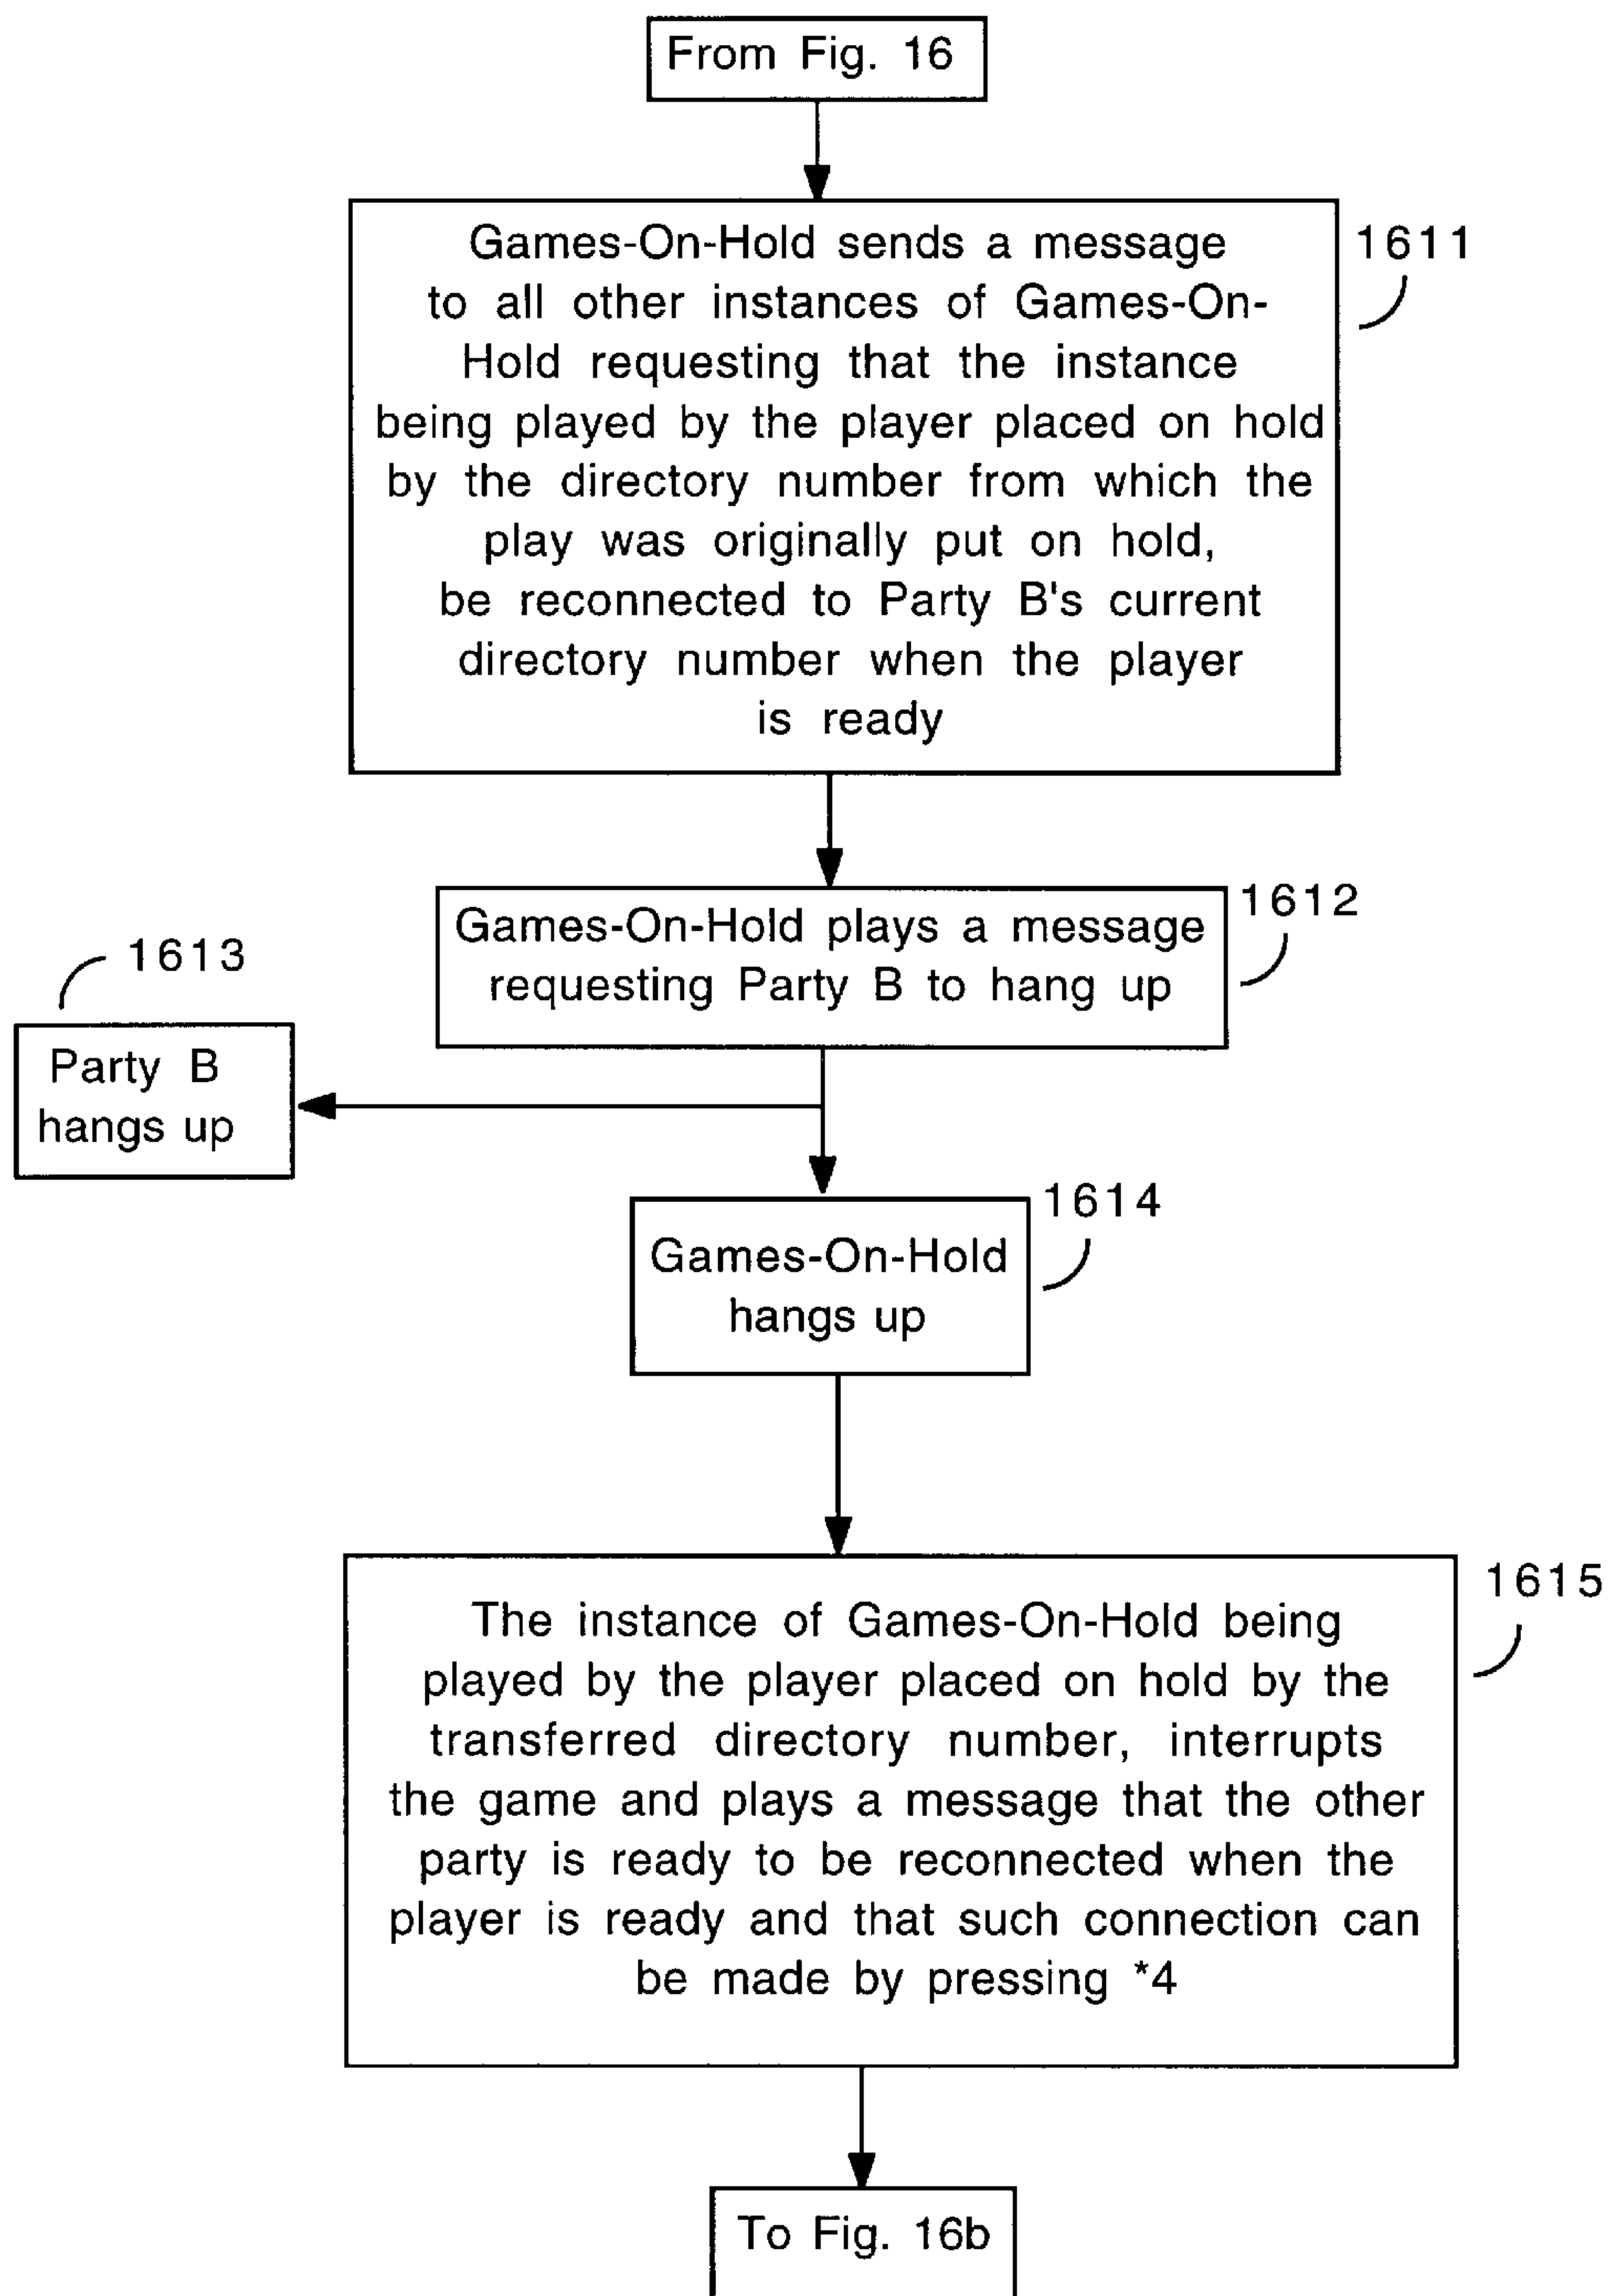 From Fig. 16
Games-On-Hold sends a message
to all other instances of Games-On-
Hold requesting that the instance
being played by the player placed on hold
by the directory number from which the
play was originally put on hold,
be reconnected to Party B's current
directory number when the player
is ready
1611
Games-On-Hold plays a message
requesting Party B to hang up
1612
1613
Party B
hangs up
Games-On-Hold
hangs up
1614
The instance of Games-On-Hold being
played by the player placed on hold by the
transferred directory number, interrupts
the game and plays a message that the other
party is ready to be reconnected when the
player is ready and that such connection can
be made by pressing *4
1615
To Fig. 16b